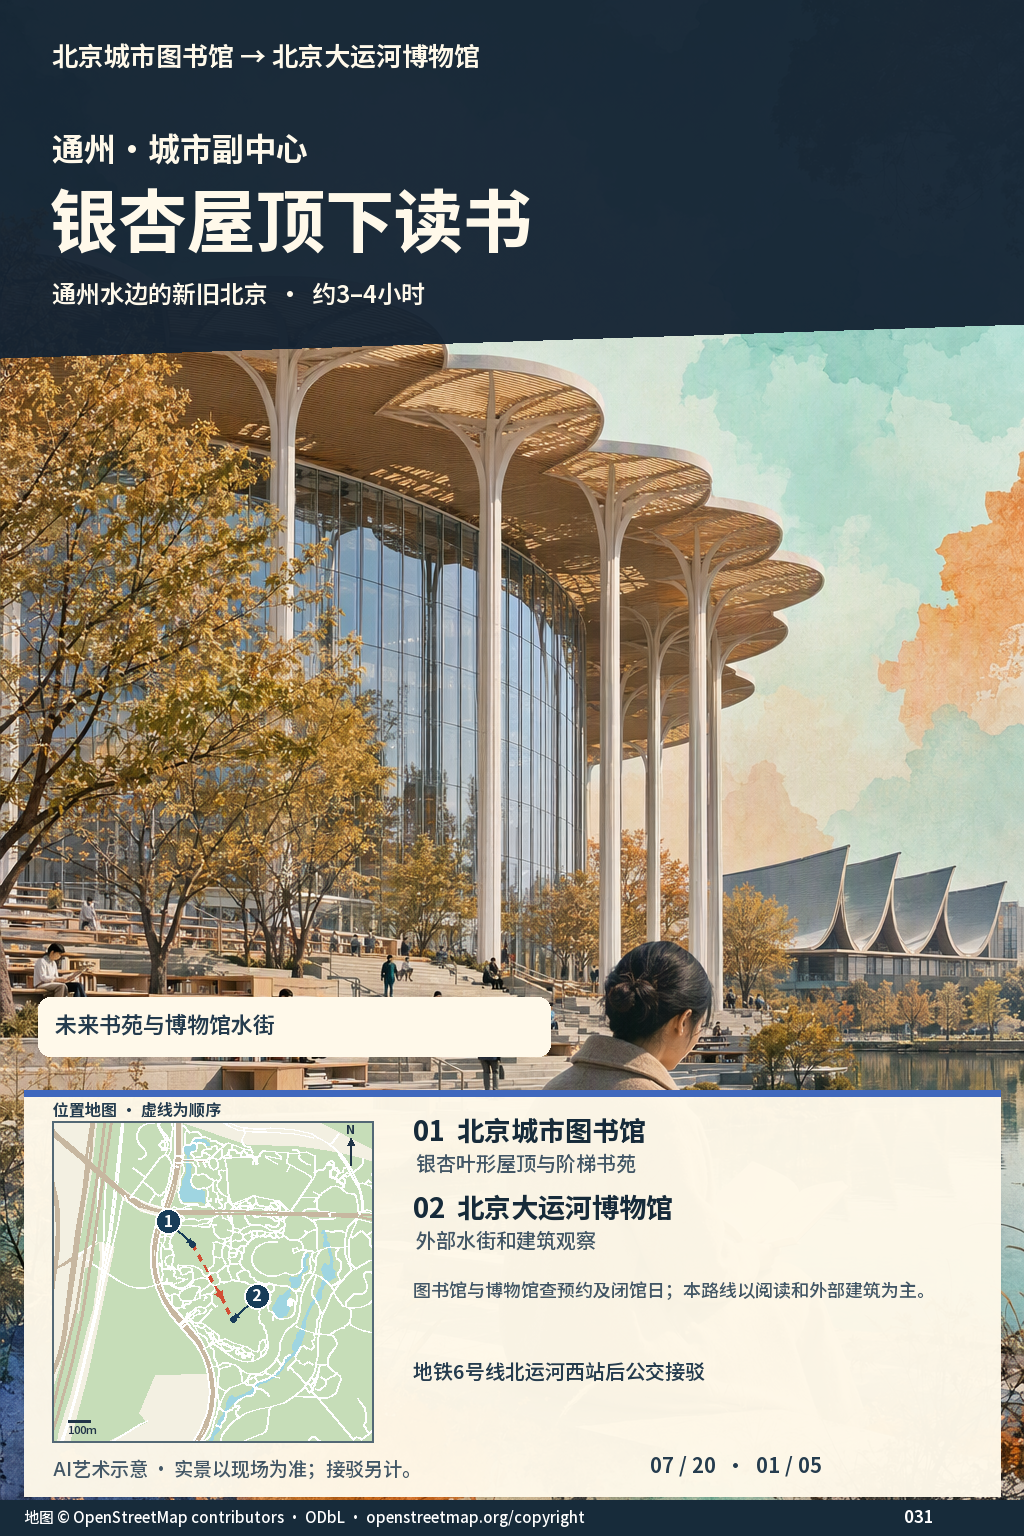 北京城市图书馆 → 北京大运河博物馆
通州·城市副中心
银杏屋顶下读书
通州水边的新旧北京 · 约3–4小时
未来书苑与博物馆水街
位置地图 · 虚线为顺序
N
1
2
100m
01 北京城市图书馆
银杏叶形屋顶与阶梯书苑
02 北京大运河博物馆
外部水街和建筑观察
图书馆与博物馆查预约及闭馆日；本路线以阅读和外部建筑为主。
地铁6号线北运河西站后公交接驳
AI艺术示意 · 实景以现场为准；接驳另计。
07 / 20 · 01 / 05
地图 © OpenStreetMap contributors · ODbL · openstreetmap.org/copyright
031